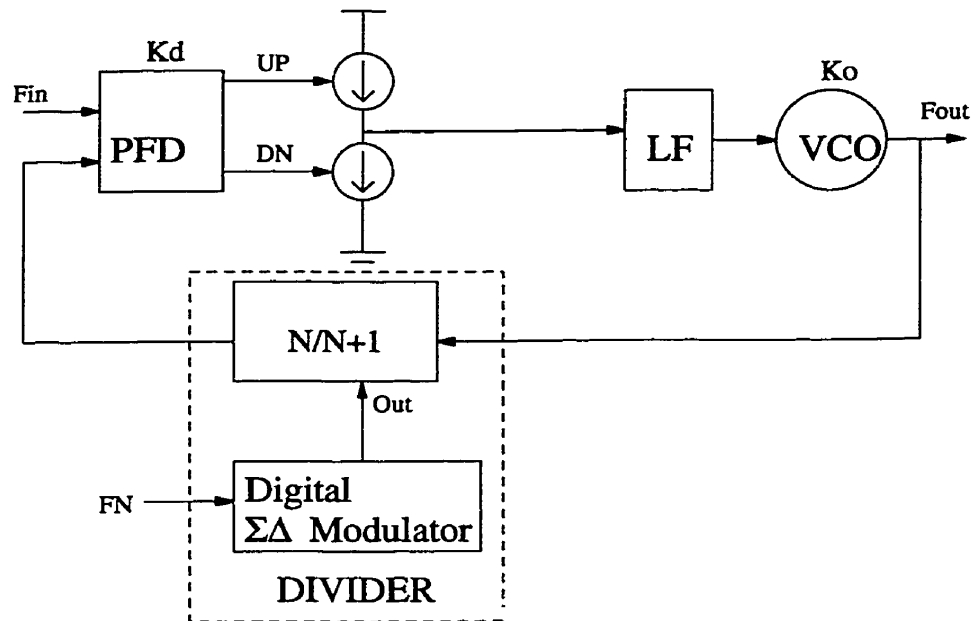 Kd
UP
Fin
PFD
DN
LF
Ko
VCO
Fout
N/N+1
Out
FN
Digital
ΣΔ Modulator
DIVIDER